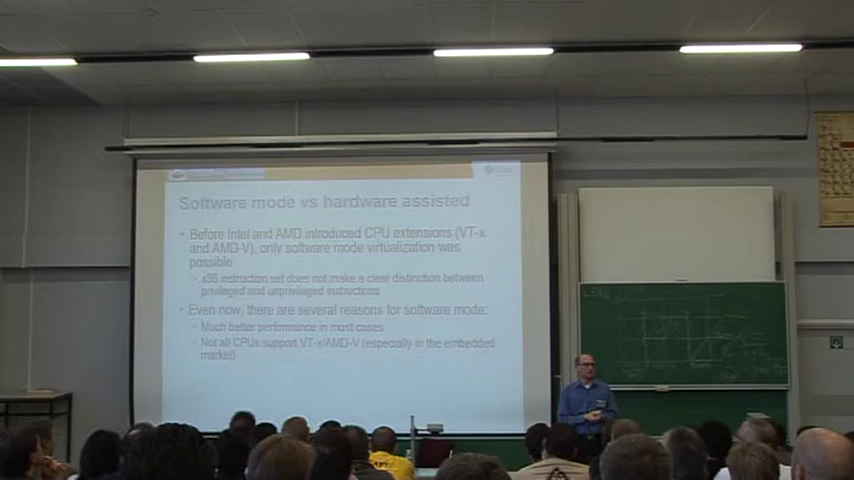 Sun
Software mode vs hardware assisted
Before Intel and AMD introduced CPU extensions (VT-x
and AMD-V), only software mode virtualization was
possible
x86 instruction set does not make a clear distinction between
privileged and unprivileged instructions
Even now, there are several reasons for software mode:
Much better performance in most cases
Not all CPUs support VT-x/AMD-V (especially in the embedded
market)